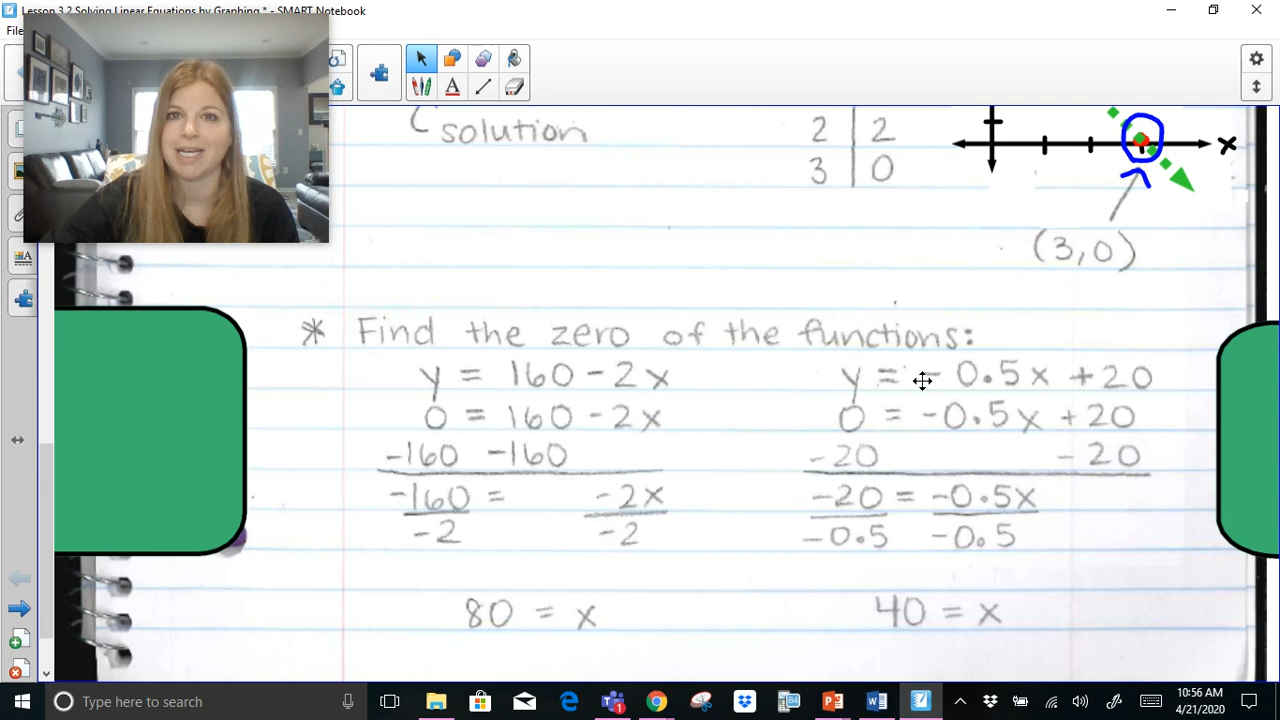 Lesson 3.2 Solving Linear Equations by Graphing * - SMART Notebook
File
solution
2 | 2
3 | 0
x
(3,0)
* Find the zero of the functions:
y = 160 - 2x
0 = 160 - 2x
-160 -160
-160 = -2x
-2 -2
80 = x
y = - 0.5x + 20
0 = -0.5x + 20
-20 - 20
-20 = -0.5x
-0.5 -0.5
40 = x
Type here to search
10:56 AM
4/21/2020